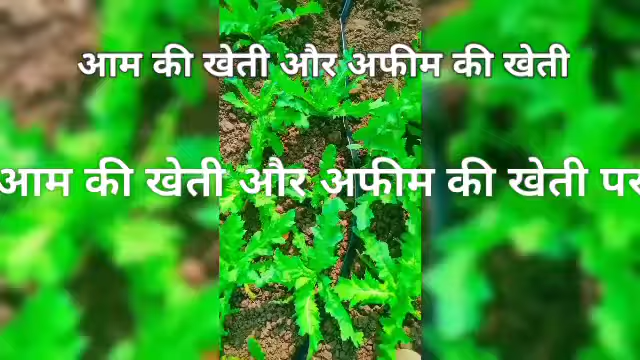 आम की खेती और अफीम की खेती
आम की खेती और अफीम की खेती पर